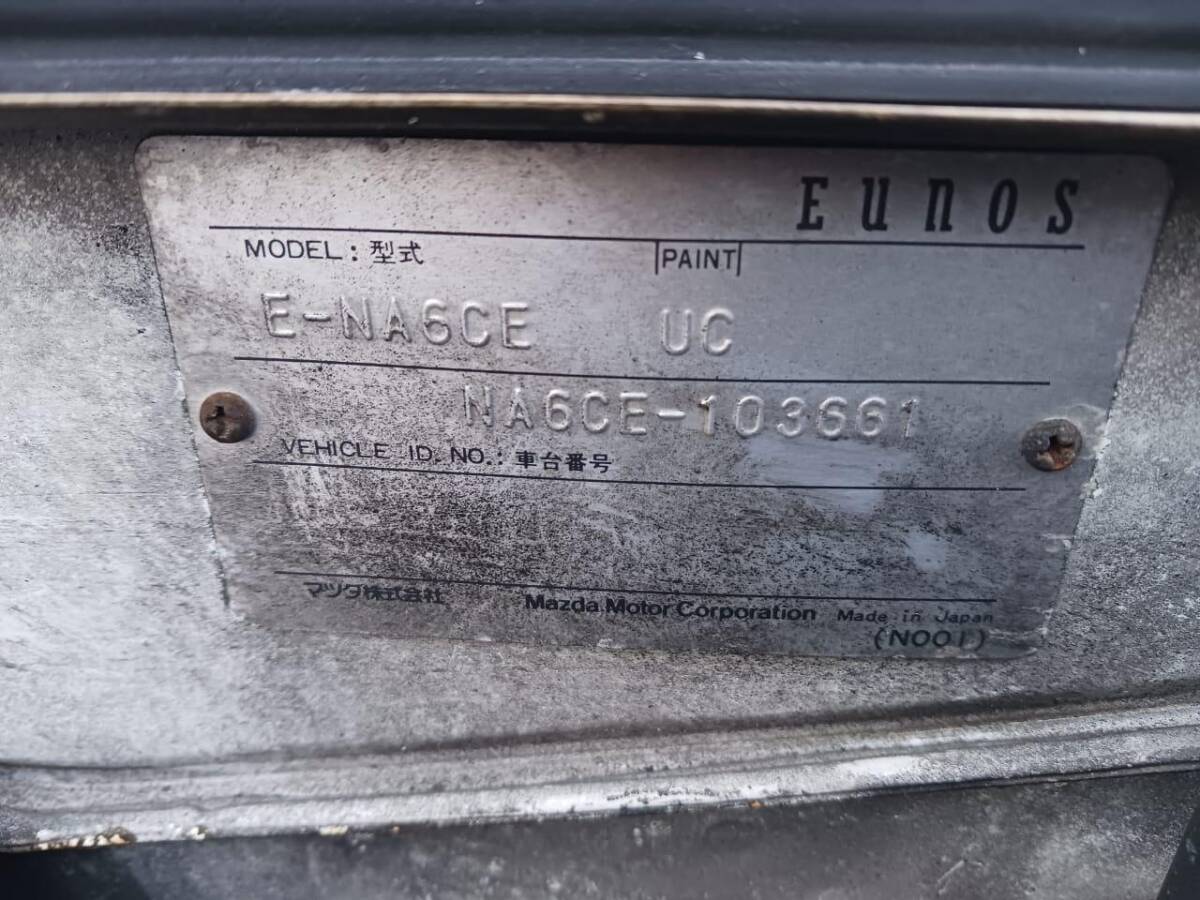 EUNOS
MODEL : 型式 PAINT
E-NA6CE UC
NA6CE-103661
VEHICLE ID. NO. : 車台番号
マツダ株式会社 Mazda Motor Corporation Made in Japan
(N001)